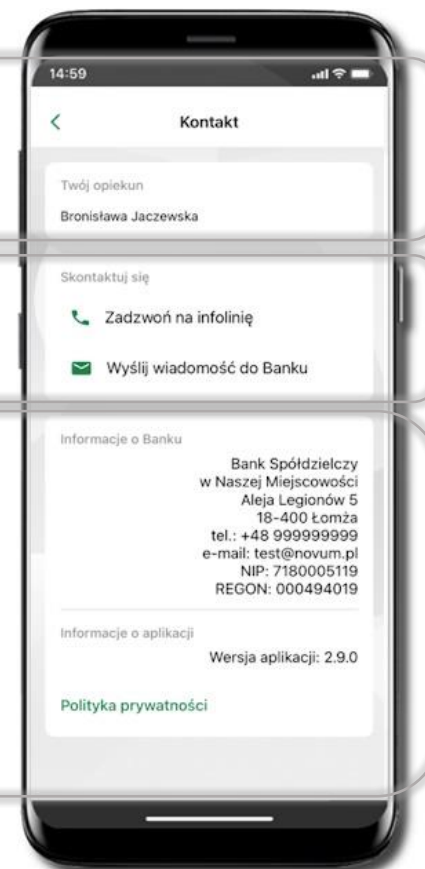 14:59
Kontakt
Twój opiekun
Bronisława Jaczewska
Skontaktuj się
Zadzwoń na infolinię
Wyślij wiadomość do Banku
Informacje o Banku
Bank Spółdzielczy
w Naszej Miejscowości
Aleja Legionów 5
18-400 Łomża
tel.: +48 999999999
e-mail: test@novum.pl
NIP: 7180005119
REGON: 000494019
Informacje o aplikacji
Wersja aplikacji: 2.9.0
Polityka prywatności